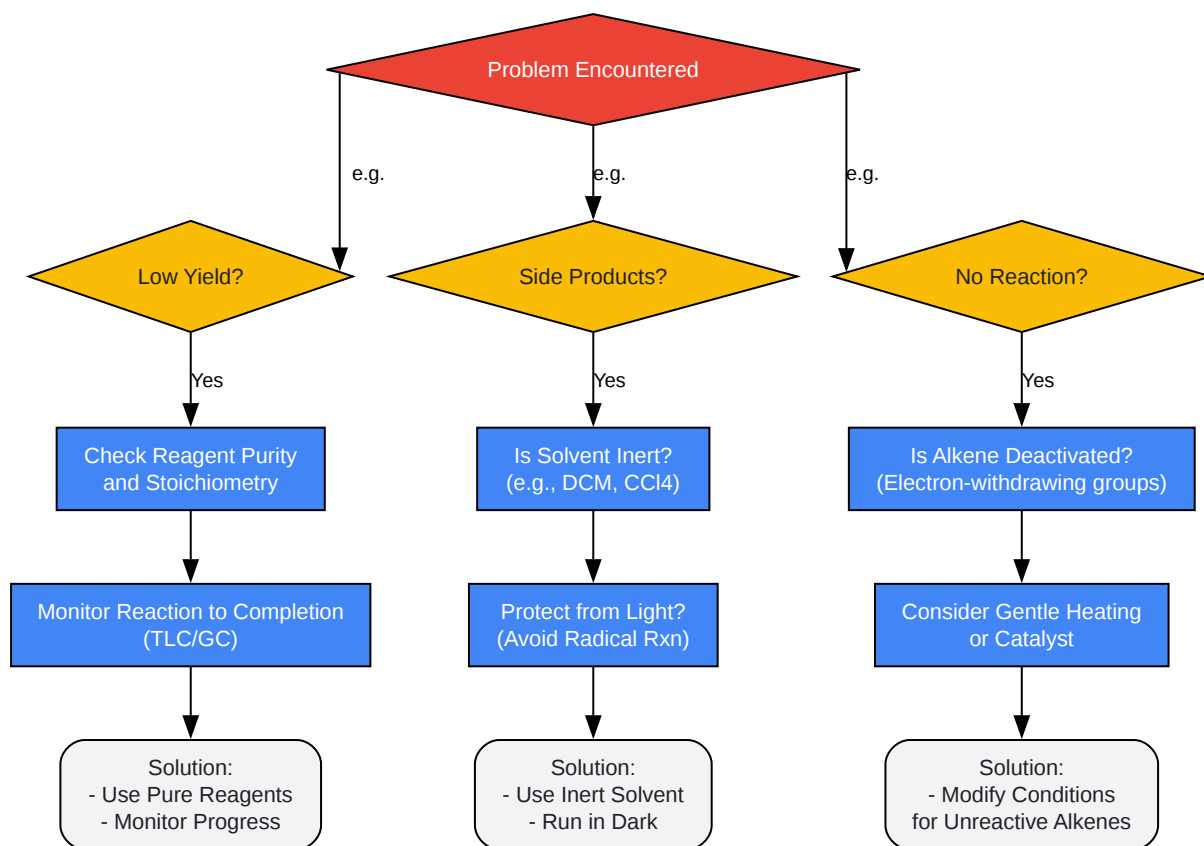 Problem Encountered
e.g.
e.g.
e.g.
Low Yield?
Side Products?
No Reaction?
Yes
Yes
Yes
Check Reagent Purity
and Stoichiometry
Is Solvent Inert?
(e.g., DCM, CCl4)
Is Alkene Deactivated?
(Electron-withdrawing groups)
Monitor Reaction to Completion
(TLC/GC)
Protect from Light?
(Avoid Radical Rxn)
Consider Gentle Heating
or Catalyst
Solution:
- Use Pure Reagents
- Monitor Progress
Solution:
- Use Inert Solvent
- Run in Dark
Solution:
- Modify Conditions
for Unreactive Alkenes